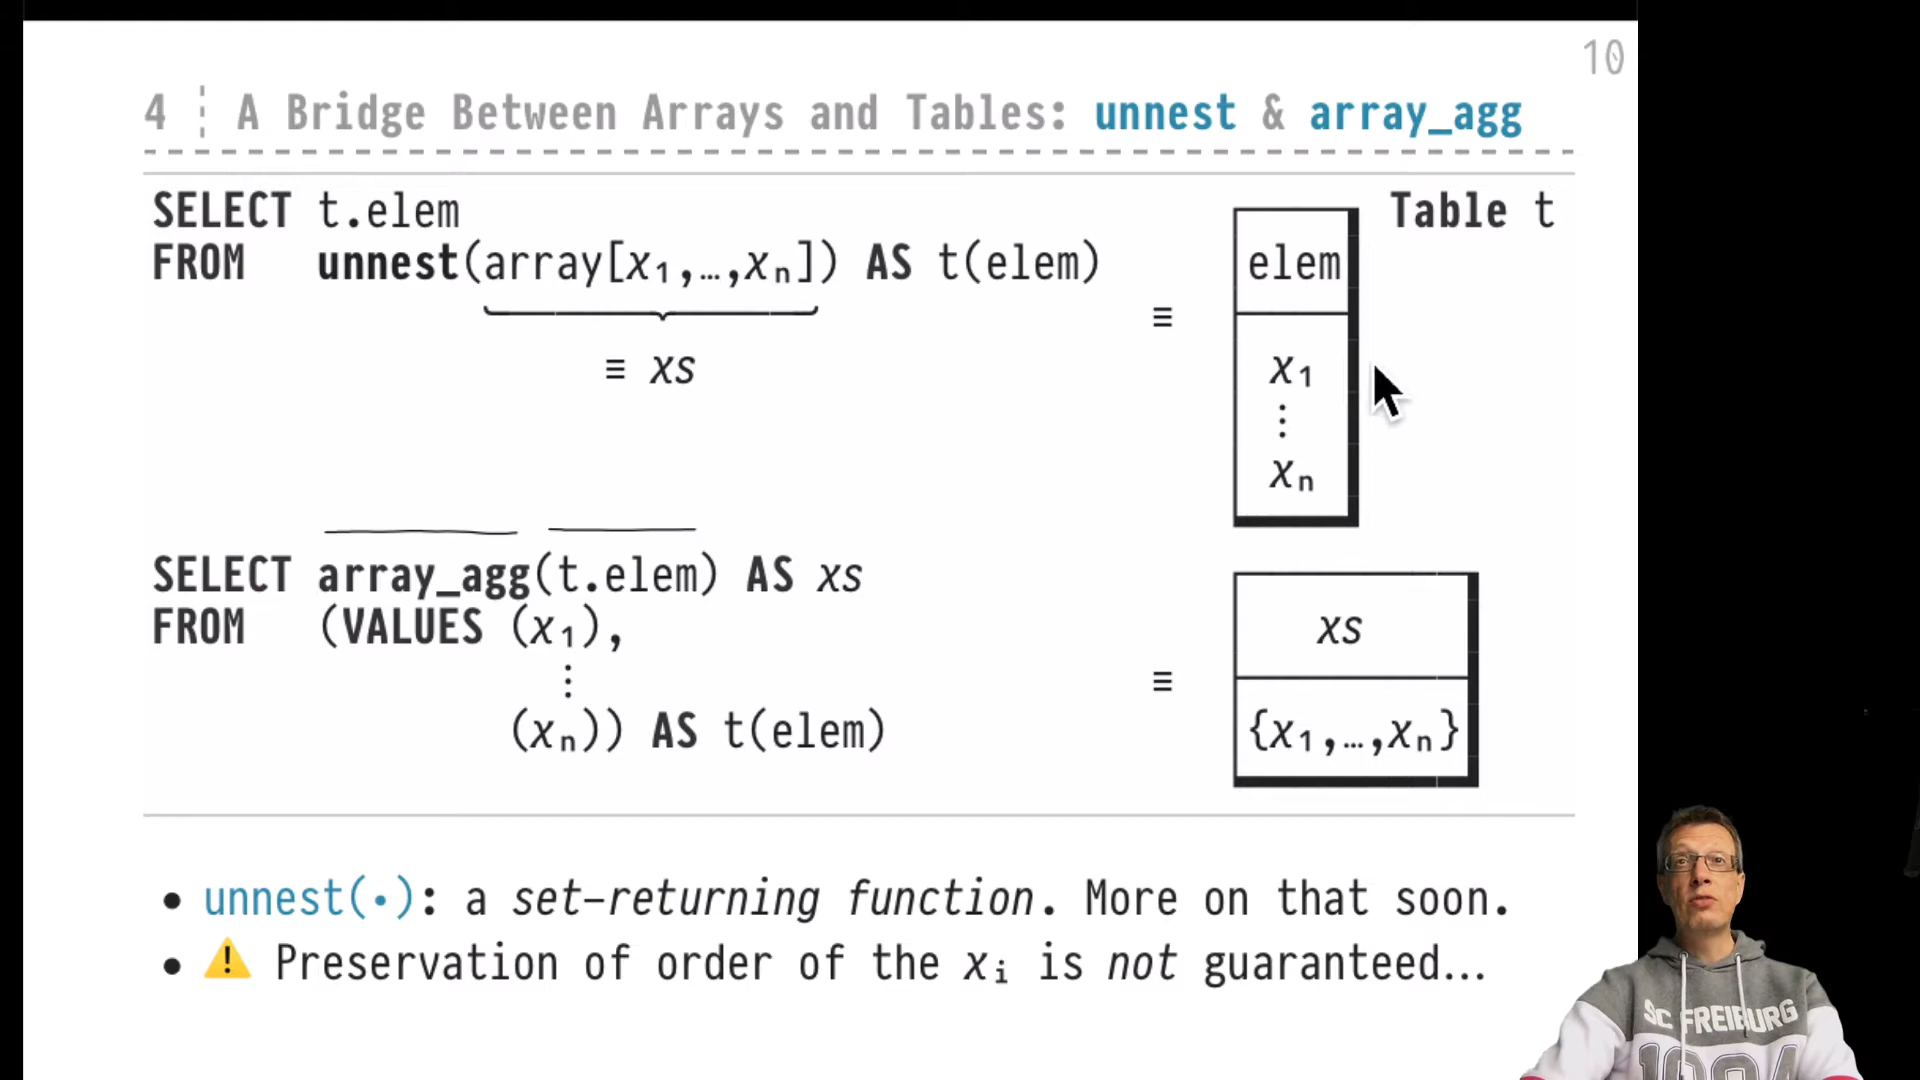 10
4 ┆ A Bridge Between Arrays and Tables: unnest & array_agg
SELECT t.elem
FROM unnest(array[x₁,…,xₙ]) AS t(elem)
≡ xs
≡
Table t
elem
x₁
⋮
xₙ
SELECT array_agg(t.elem) AS xs
FROM (VALUES (x₁),
⋮
(xₙ)) AS t(elem)
≡
xs
{x₁,…,xₙ}
• unnest(·): a set-returning function. More on that soon.
• ⚠ Preservation of order of the xᵢ is not guaranteed…
SC FREIBURG